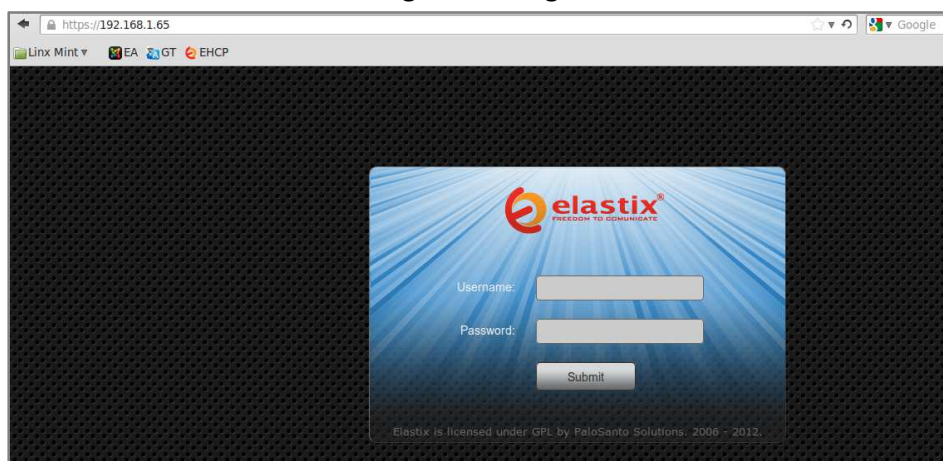 https://192.168.1.65
Google
Linx Mint
EA
GT
EHCP
elastix®
FREEDOM TO COMUNICATE
Username:
Password:
Submit
Elastix is licensed under GPL by PaloSanto Solutions. 2006 - 2012.